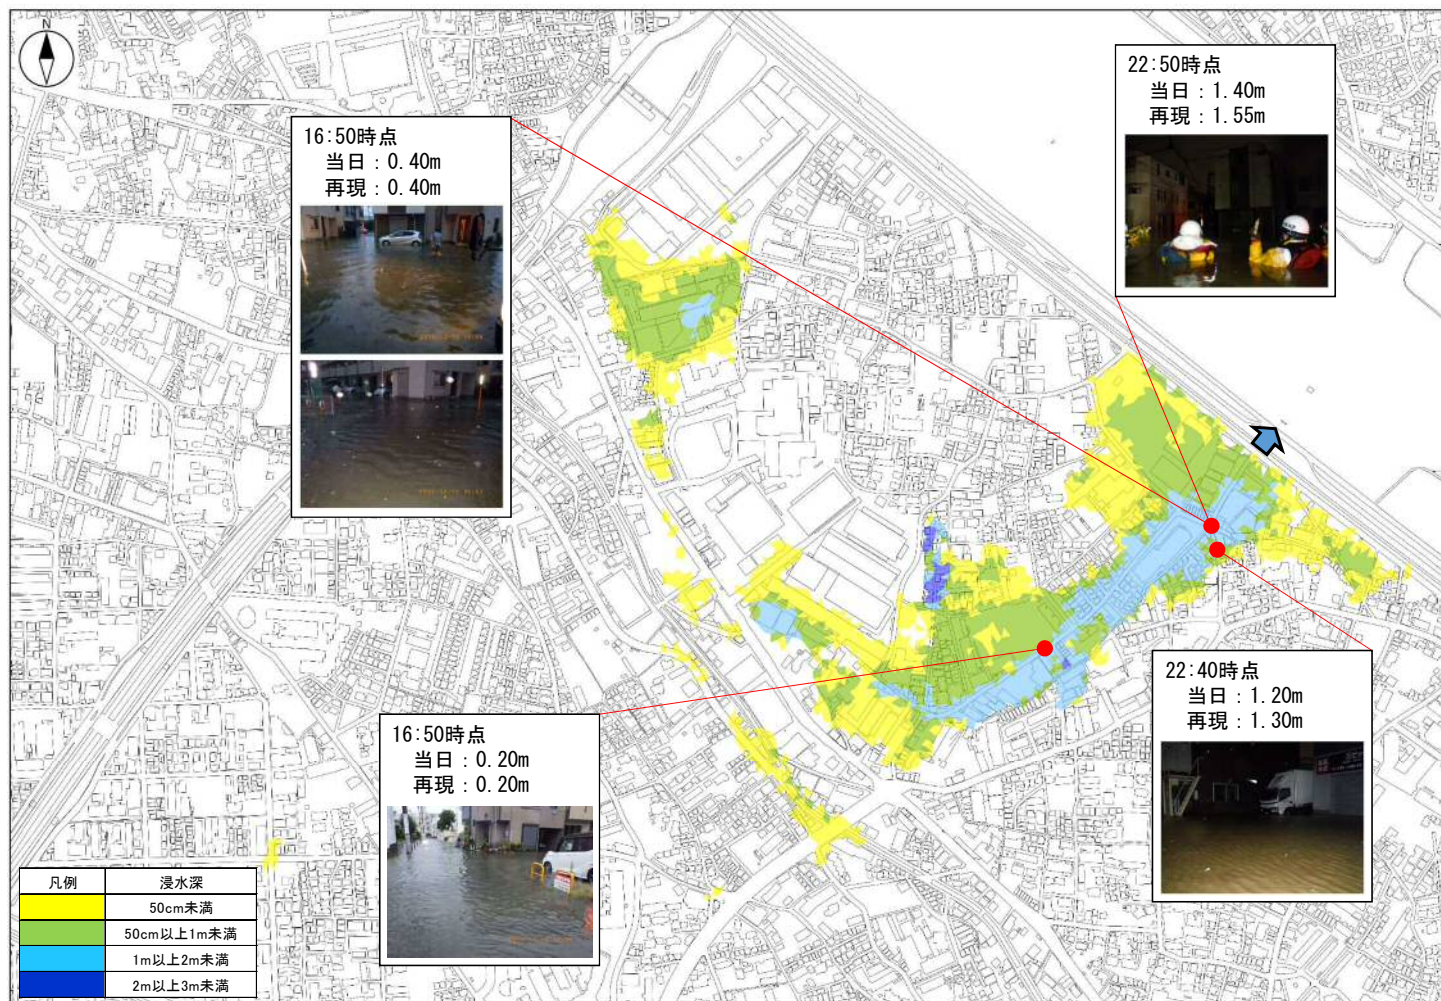 N
16:50時点
当日：0.40m
再現：0.40m
22:50時点
当日：1.40m
再現：1.55m
16:50時点
当日：0.20m
再現：0.20m
22:40時点
当日：1.20m
再現：1.30m
凡例 浸水深
50cm未満
50cm以上1m未満
1m以上2m未満
2m以上3m未満